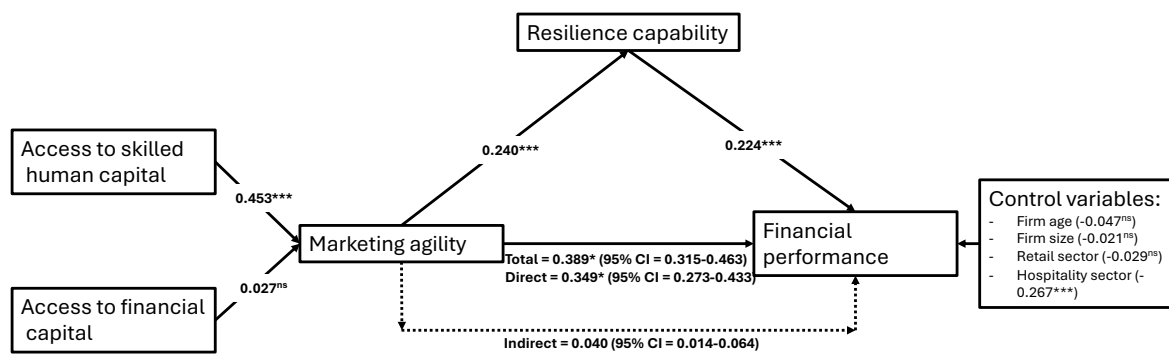 Resilience capability
Access to skilled
human capital
0.240***
0.224***
0.453***
Control variables:
- Firm age (-0.047ns)
- Firm size (-0.021ns)
- Retail sector (-0.029ns)
- Hospitality sector (-
0.267***)
Marketing agility
Financial
performance
Total = 0.389* (95% CI = 0.315-0.463)
Direct = 0.349* (95% CI = 0.273-0.433)
0.027ns
Access to financial
capital
Indirect = 0.040 (95% CI = 0.014-0.064)